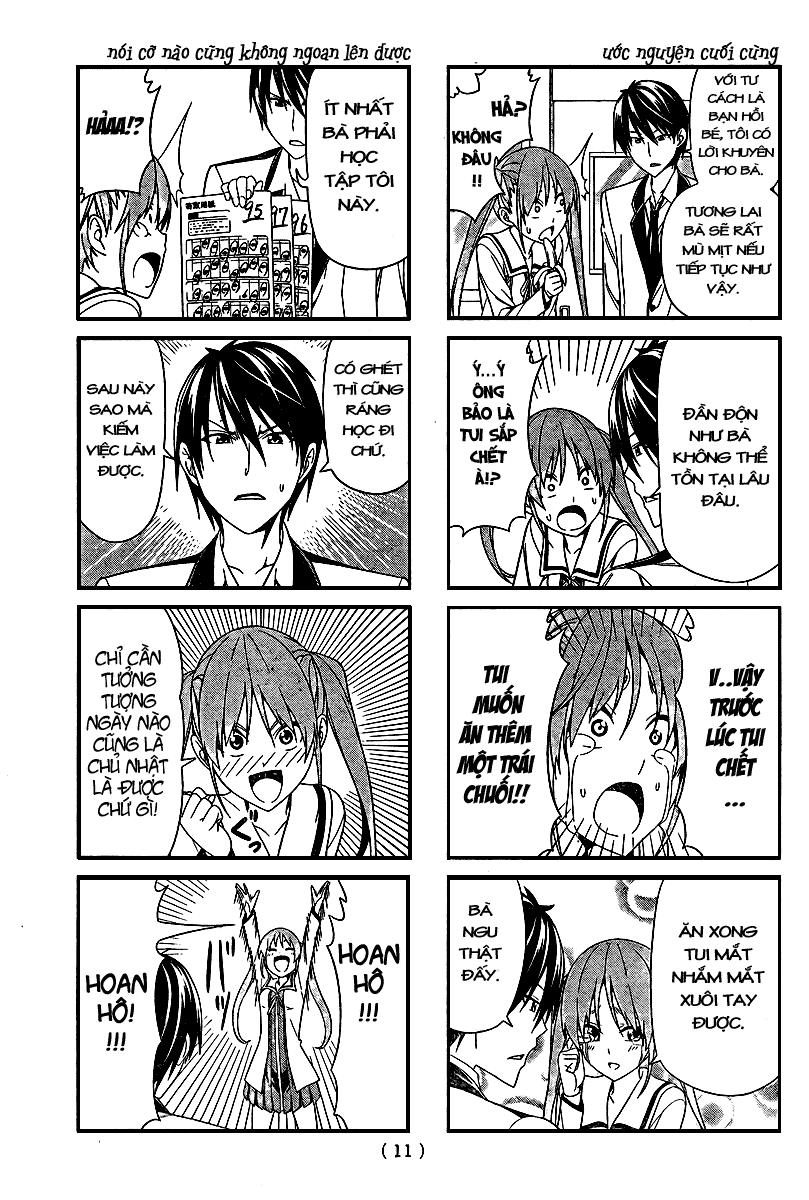 ước nguyện cuối cùng
VỚI TƯ
CÁCH LÀ
BẠN HỒI
BÉ, TÔI CÓ
LỜI KHUYÊN
CHO BÀ.
TƯƠNG LAI
BÀ SẼ RẤT
MÙ MỊT NẾU
TIẾP TỤC NHƯ
VẬY.
HẢ?
KHÔNG
ĐÂU
!!
ĐẦN ĐỘN
NHƯ BÀ
KHÔNG THỂ
TỒN TẠI LÂU
ĐÂU.
Ý...Ý
ÔNG
BẢO LÀ
TUI SẮP
CHẾT
À!?
V..VẬY
TRƯỚC
LÚC TUI
CHẾT
...
TUI
MUỐN
ĂN THÊM
MỘT TRÁI
CHUỐI!!
ĂN XONG
TUI MẮT
NHẮM MẮT
XUÔI TAY
ĐƯỢC.
BÀ
NGU
THẬT
ĐẤY.
nói cỡ nào cũng không ngoan lên được
ÍT NHẤT
BÀ PHẢI
HỌC
TẬP TÔI
NÀY.
HẢAA!?
95
97
96
CÓ GHÉT
THÌ CŨNG
RÁNG
HỌC ĐI
CHỨ.
SAU NÀY
SAO MÀ
KIẾM
VIỆC LÀM
ĐƯỢC.
CHỈ CẦN
TƯỞNG
TƯỢNG
NGÀY NÀO
CŨNG LÀ
CHỦ NHẬT
LÀ ĐƯỢC
CHỨ GÌ!
ぐっ
HOAN
HÔ
!!!
HOAN
HÔ!
!!!
( 11 )